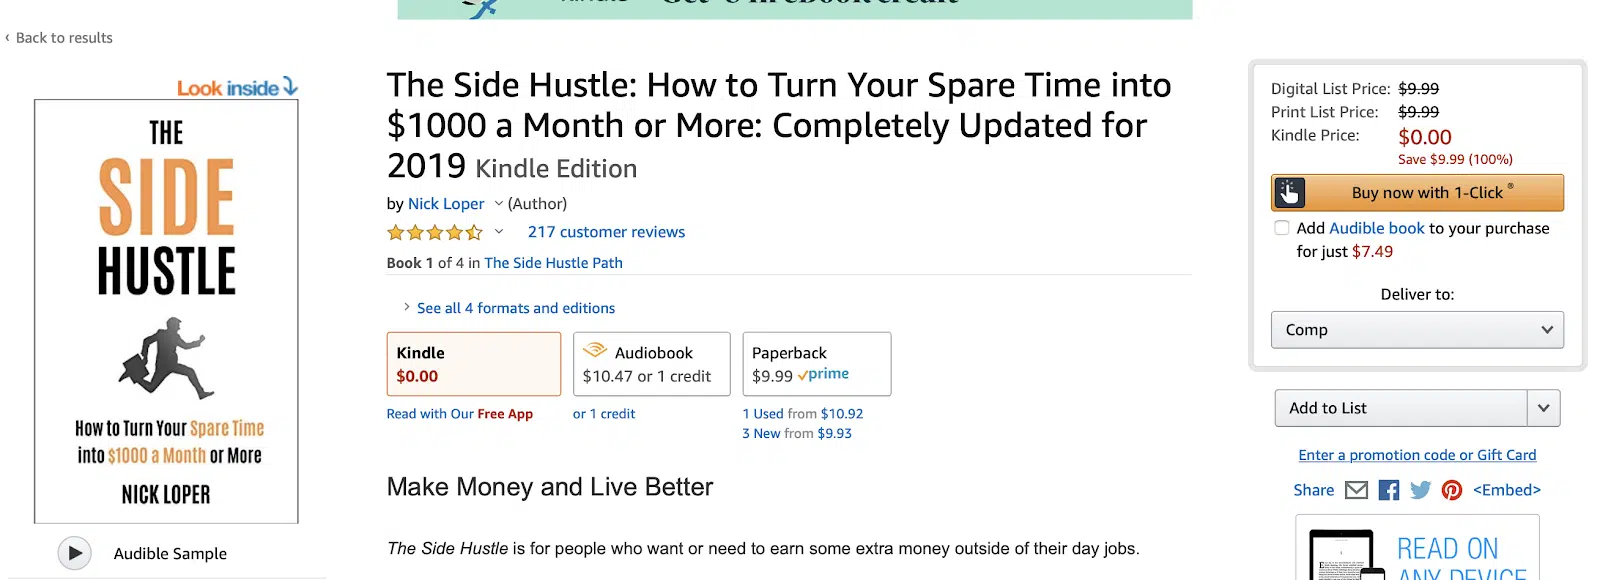 ‹ Back to results
Look inside
THE
SIDE
HUSTLE
How to Turn Your Spare Time
into $1000 a Month or More
NICK LOPER
Audible Sample
The Side Hustle: How to Turn Your Spare Time into
$1000 a Month or More: Completely Updated for
2019 Kindle Edition
by Nick Loper (Author)
217 customer reviews
Book 1 of 4 in The Side Hustle Path
See all 4 formats and editions
Kindle
$0.00
Read with Our Free App
Audiobook
$10.47 or 1 credit
or 1 credit
Paperback
$9.99 prime
1 Used from $10.92
3 New from $9.93
Make Money and Live Better
The Side Hustle is for people who want or need to earn some extra money outside of their day jobs.
Digital List Price: $9.99
Print List Price: $9.99
Kindle Price: $0.00
Save $9.99 (100%)
Buy now with 1-Click ®
Add Audible book to your purchase
for just $7.49
Deliver to:
Comp
Add to List
Enter a promotion code or Gift Card
Share <Embed>
READ ON
ANY DEVICE